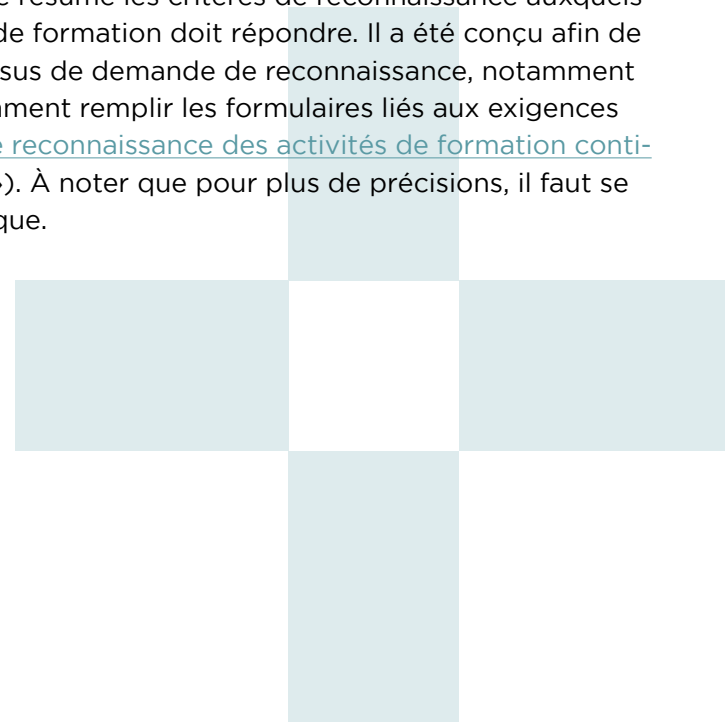 résumé les critères de reconnaissance auxquels
de formation doit répondre. Il a été conçu afin de
sus de demande de reconnaissance, notamment
ment remplir les formulaires liés aux exigences
e reconnaissance des activités de formation conti-
»). À noter que pour plus de précisions, il faut se
que.